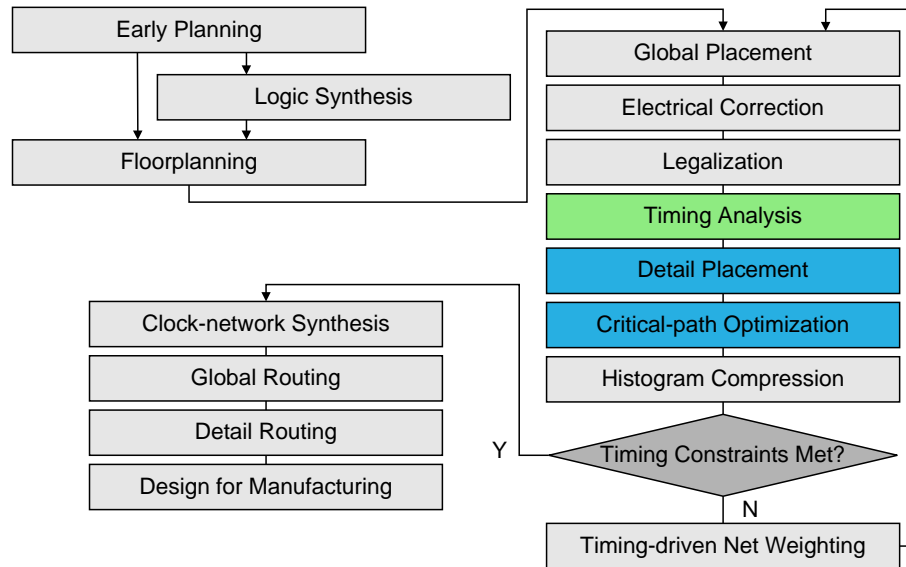 Early Planning
Logic Synthesis
Floorplanning
Global Placement
Electrical Correction
Legalization
Timing Analysis
Detail Placement
Critical-path Optimization
Histogram Compression
Timing Constraints Met?
Y
N
Timing-driven Net Weighting
Clock-network Synthesis
Global Routing
Detail Routing
Design for Manufacturing